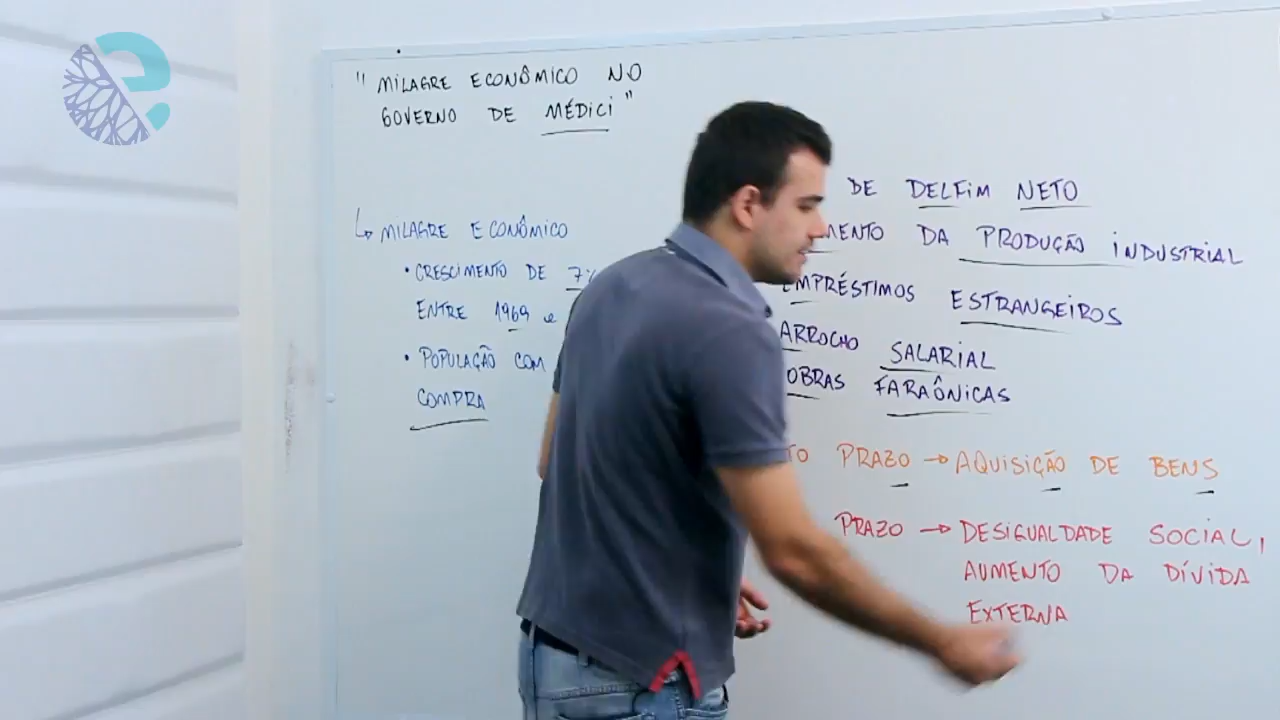 " MILAGRE ECONÔMICO NO
GOVERNO DE MÉDICI "
↳ MILAGRE ECONÔMICO
• CRESCIMENTO DE 7%
ENTRE 1969 e
• POPULAÇÃO COM
COMPRA
DE DELFIM NETO
MENTO DA PRODUÇÃO INDUSTRIAL
EMPRÉSTIMOS ESTRANGEIROS
ARROCHO SALARIAL
OBRAS FARAÔNICAS
TO PRAZO → AQUISIÇÃO DE BENS
PRAZO → DESIGUALDADE SOCIAL,
AUMENTO DA DÍVIDA
EXTERNA